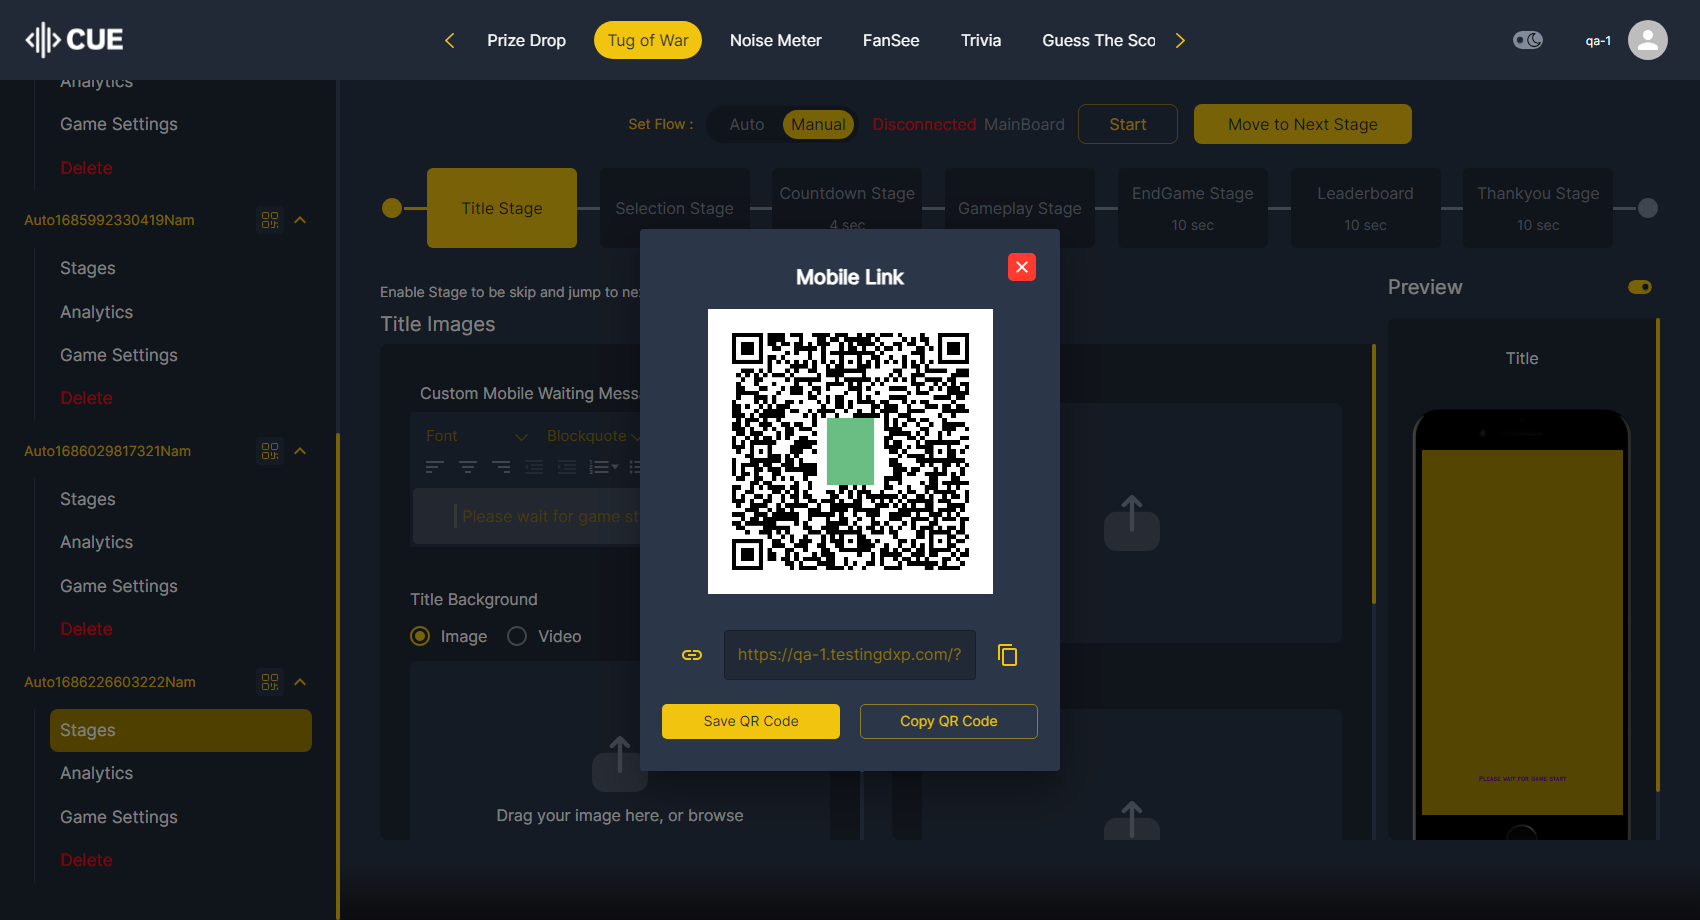 CUE
Prize Drop
Tug of War
Noise Meter
FanSee
Trivia
Guess The Sco
qa-1
Analytics
Game Settings
Delete
Auto1685992330419Nam
Stages
Analytics
Game Settings
Delete
Auto1686029817321Nam
Stages
Analytics
Game Settings
Delete
Auto1686226603222Nam
Stages
Analytics
Game Settings
Delete
Set Flow :
Auto
Manual
Disconnected MainBoard
Start
Move to Next Stage
Title Stage
Selection Stage
Countdown Stage
4 sec
Gameplay Stage
EndGame Stage
10 sec
Leaderboard
10 sec
Thankyou Stage
10 sec
Enable Stage to be skip and jump to ne
Title Images
Custom Mobile Waiting Mess
Font
Blockquote
Please wait for game st
Title Background
Image
Video
Drag your image here, or browse
Mobile Link
https://qa-1.testingdxp.com/?
Save QR Code
Copy QR Code
Preview
Title
Please wait for game start